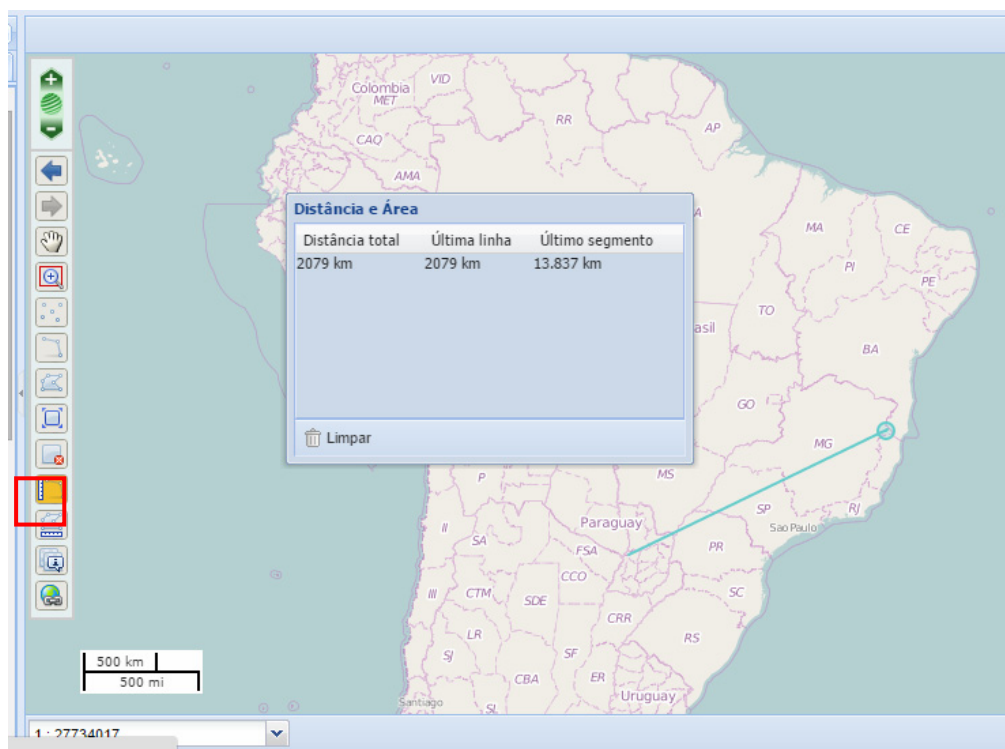 Colombia
VID
MET
RR
AP
CAQ
AMA
Distância e Área
A
MA
CE
Distância total Última linha Último segmento
2079 km 2079 km 13.837 km
PI
PE
TO
asil
BA
GO
Limpar
MG
P
MS
SP
RJ
Sao Paulo
II
Paraguay
SA
FSA
PR
CCO
III
CTM
SDE
SC
CRR
LR
RS
SJ
SF
500 km
CBA
ER
500 mi
Uruguay
Santiago
SL
1 : 27734017